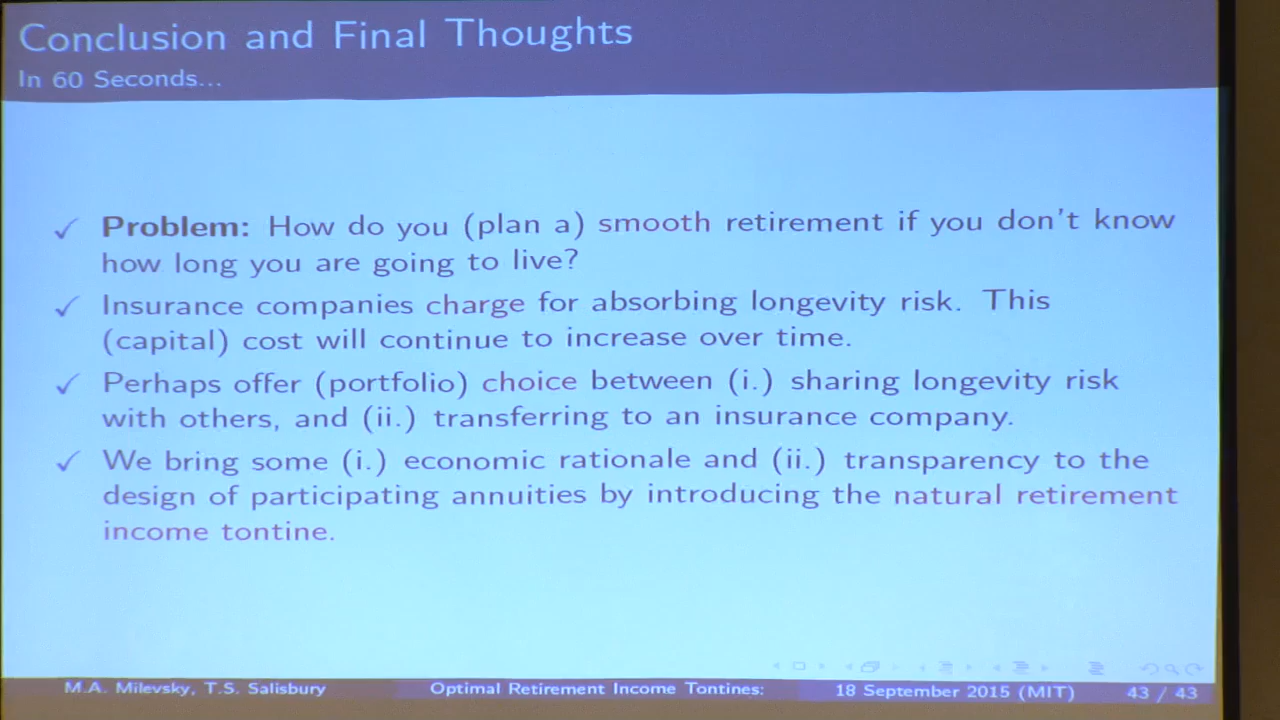 Conclusion and Final Thoughts
In 60 Seconds...
✓ Problem: How do you (plan a) smooth retirement if you don't know
how long you are going to live?
✓ Insurance companies charge for absorbing longevity risk. This
(capital) cost will continue to increase over time.
✓ Perhaps offer (portfolio) choice between (i.) sharing longevity risk
with others, and (ii.) transferring to an insurance company.
✓ We bring some (i.) economic rationale and (ii.) transparency to the
design of participating annuities by introducing the natural retirement
income tontine.
M.A. Milevsky, T.S. Salisbury Optimal Retirement Income Tontines: 18 September 2015 (MIT) 43 / 43